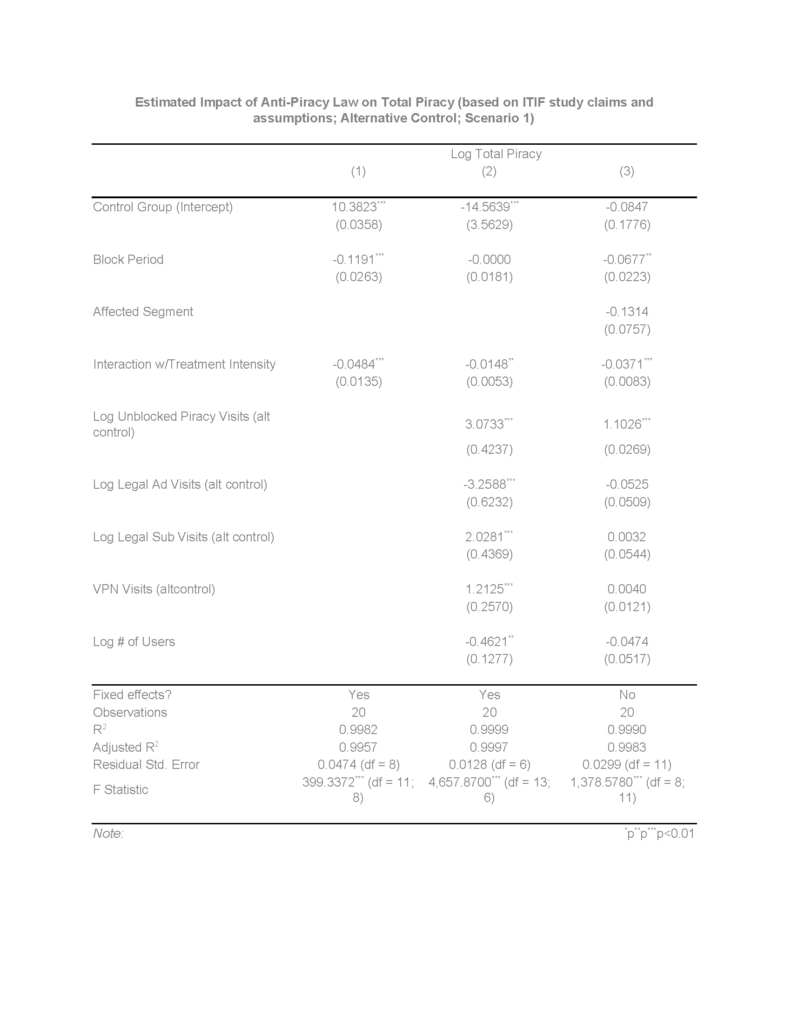 Estimated Impact of Anti-Piracy Law on Total Piracy (based on ITIF study claims and
assumptions; Alternative Control; Scenario 1)
Log Total Piracy
(1) (2) (3)
Control Group (Intercept) 10.3823*** -14.5639*** -0.0847
(0.0358) (3.5629) (0.1776)
Block Period -0.1191*** -0.0000 -0.0677**
(0.0263) (0.0181) (0.0223)
Affected Segment -0.1314
(0.0757)
Interaction w/Treatment Intensity -0.0484*** -0.0148** -0.0371***
(0.0135) (0.0053) (0.0083)
Log Unblocked Piracy Visits (alt
control) 3.0733*** 1.1026***
(0.4237) (0.0269)
Log Legal Ad Visits (alt control) -3.2588*** -0.0525
(0.6232) (0.0509)
Log Legal Sub Visits (alt control) 2.0281*** 0.0032
(0.4369) (0.0544)
VPN Visits (altcontrol) 1.2125*** 0.0040
(0.2570) (0.0121)
Log # of Users -0.4621** -0.0474
(0.1277) (0.0517)
Fixed effects? Yes Yes No
Observations 20 20 20
R² 0.9982 0.9999 0.9990
Adjusted R² 0.9957 0.9997 0.9983
Residual Std. Error 0.0474 (df = 8) 0.0128 (df = 6) 0.0299 (df = 11)
F Statistic 399.3372*** (df = 11; 8) 4,657.8700*** (df = 13; 6) 1,378.5780*** (df = 8; 11)
Note: *p**p***p<0.01